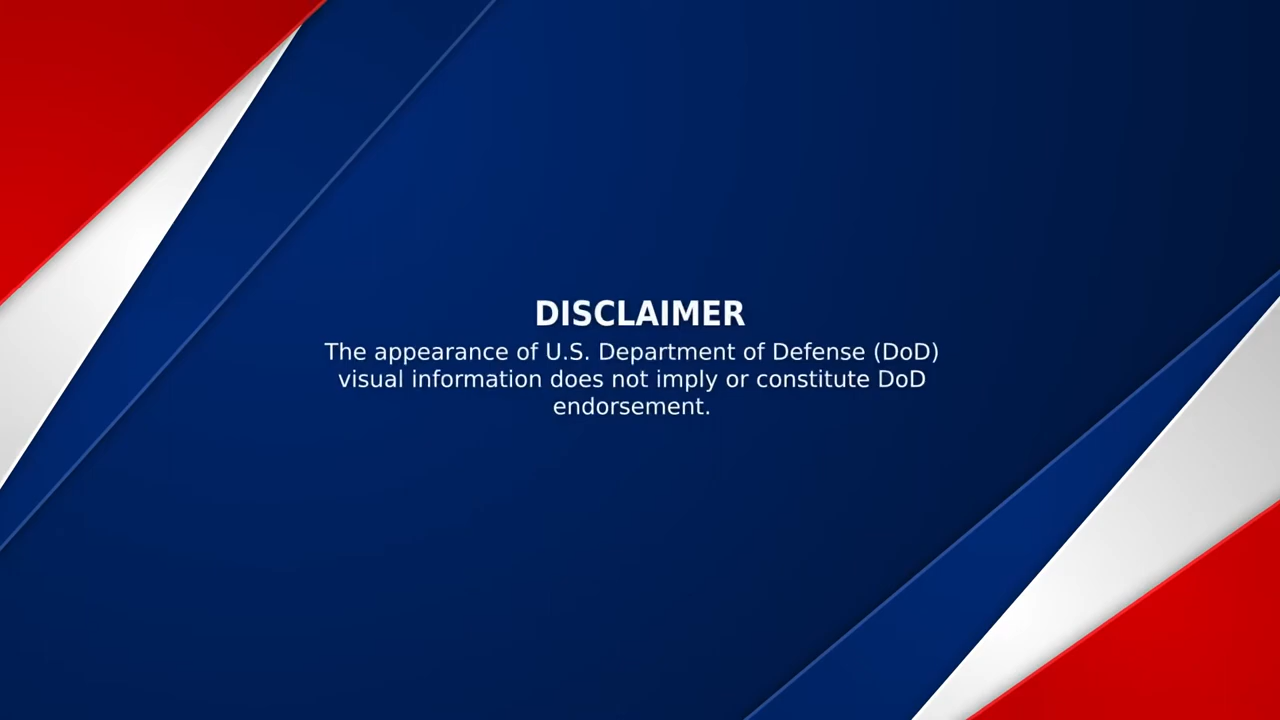 DISCLAIMER
The appearance of U.S. Department of Defense (DoD)
visual information does not imply or constitute DoD
endorsement.